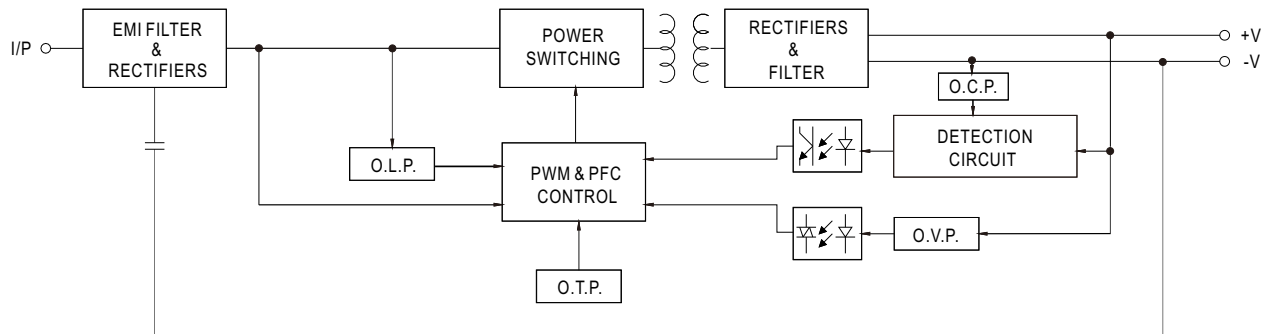 I/P
EMI FILTER
&
RECTIFIERS
POWER
SWITCHING
RECTIFIERS
&
FILTER
+V
-V
O.C.P.
DETECTION
CIRCUIT
O.L.P.
PWM & PFC
CONTROL
O.V.P.
O.T.P.